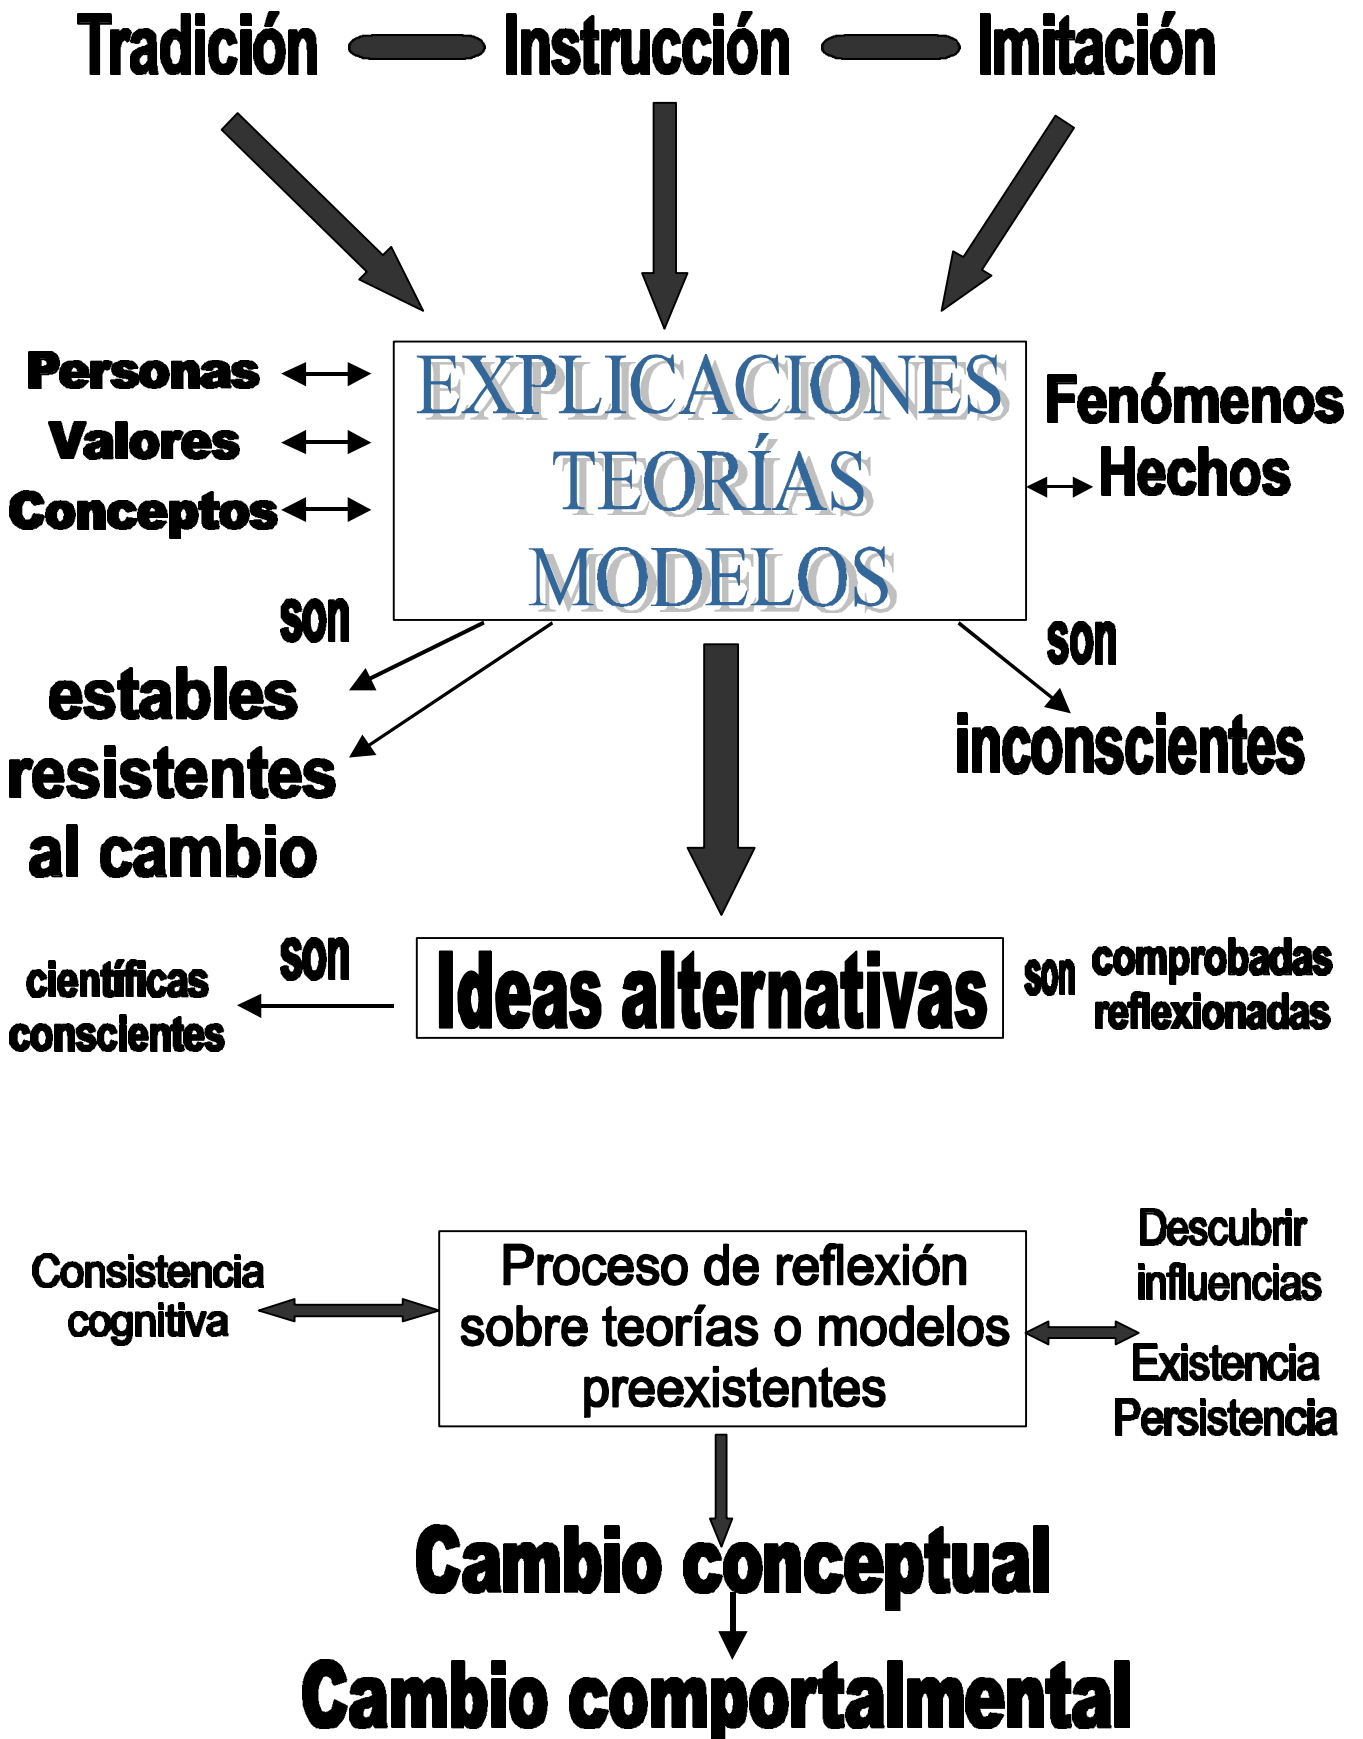 Tradición Instrucción Imitación
EXPLICACIONES
TEORÍAS
MODELOS
Personas
Valores
Conceptos
Fenómenos
Hechos
son
estables
resistentes
al cambio
son
inconscientes
Ideas alternativas
son
científicas
conscientes
son
comprobadas
reflexionadas
Proceso de reflexión
sobre teorías o modelos
preexistentes
Consistencia
cognitiva
Descubrir
influencias
Existencia
Persistencia
Cambio conceptual
Cambio comportalmental